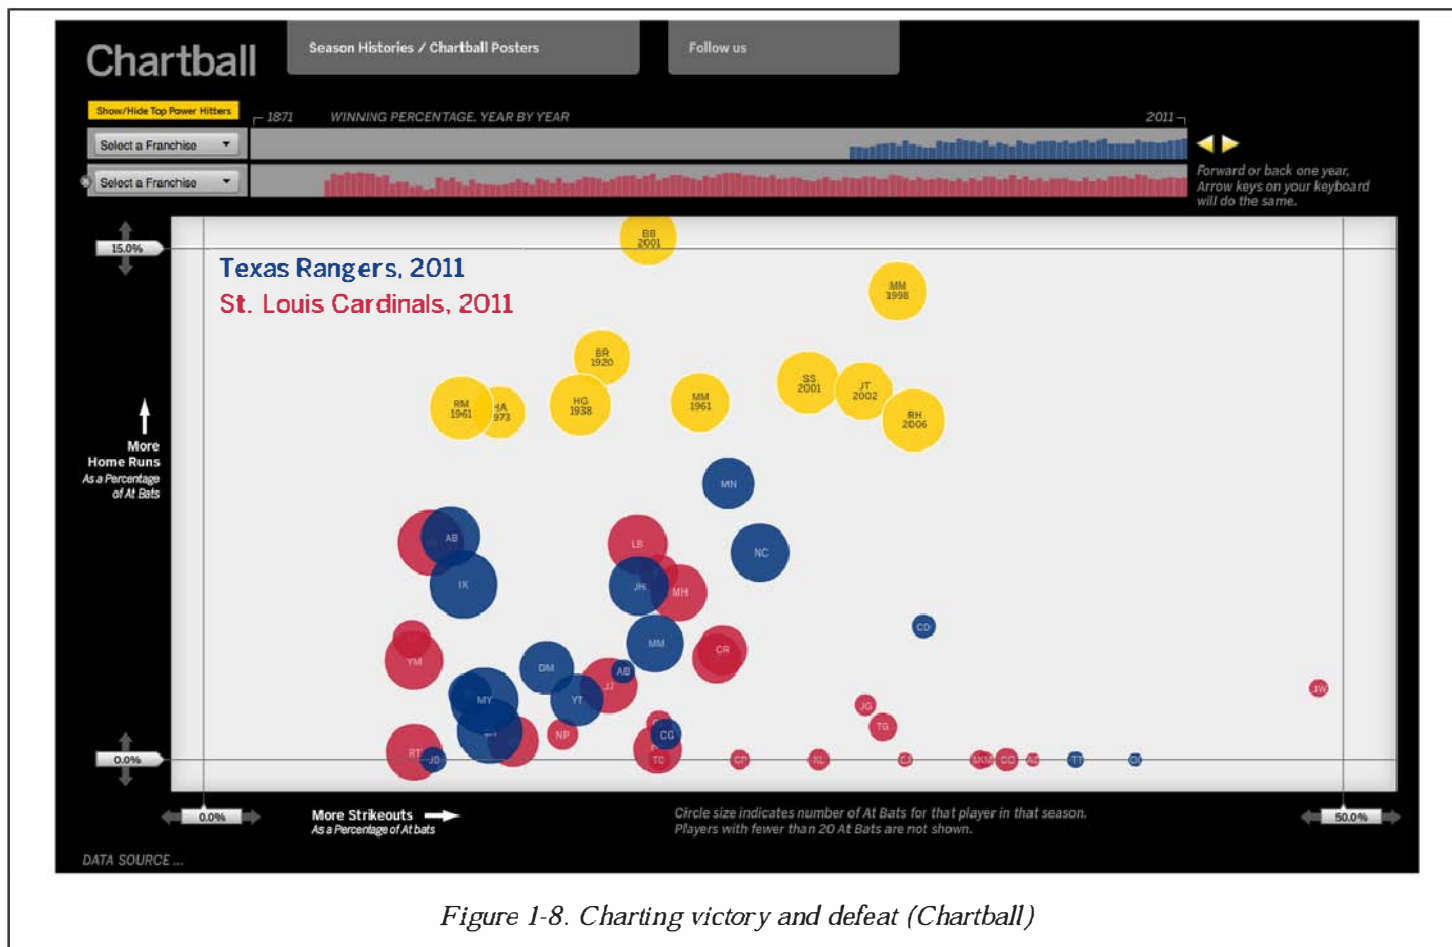 Chartball
Season Histories / Chartball Posters
Follow us
Show/Hide Top Power Hitters
1871
WINNING PERCENTAGE, YEAR BY YEAR
2011
Select a Franchise
Select a Franchise
Forward or back one year,
Arrow keys on your keyboard
will do the same.
15.0%
Texas Rangers, 2011
St. Louis Cardinals, 2011
BB
2001
MM
1998
BR
1920
SS
2001
JT
2002
RM
1961
HA
1973
HG
1938
MM
1961
RH
2006
More
Home Runs
As a Percentage
of At Bats
MN
AB
LB
NC
IK
JH
MH
CD
MM
YM
CR
DM
AB
JJ
JW
MY
YT
JG
TG
NP
CG
RT
TC
CP
KL
CO
TT
0.0%
0.0%
More Strikeouts
As a Percentage of At bats
Circle size indicates number of At Bats for that player in that season.
Players with fewer than 20 At Bats are not shown.
50.0%
DATA SOURCE ...
Figure 1-8. Charting victory and defeat (Chartball)